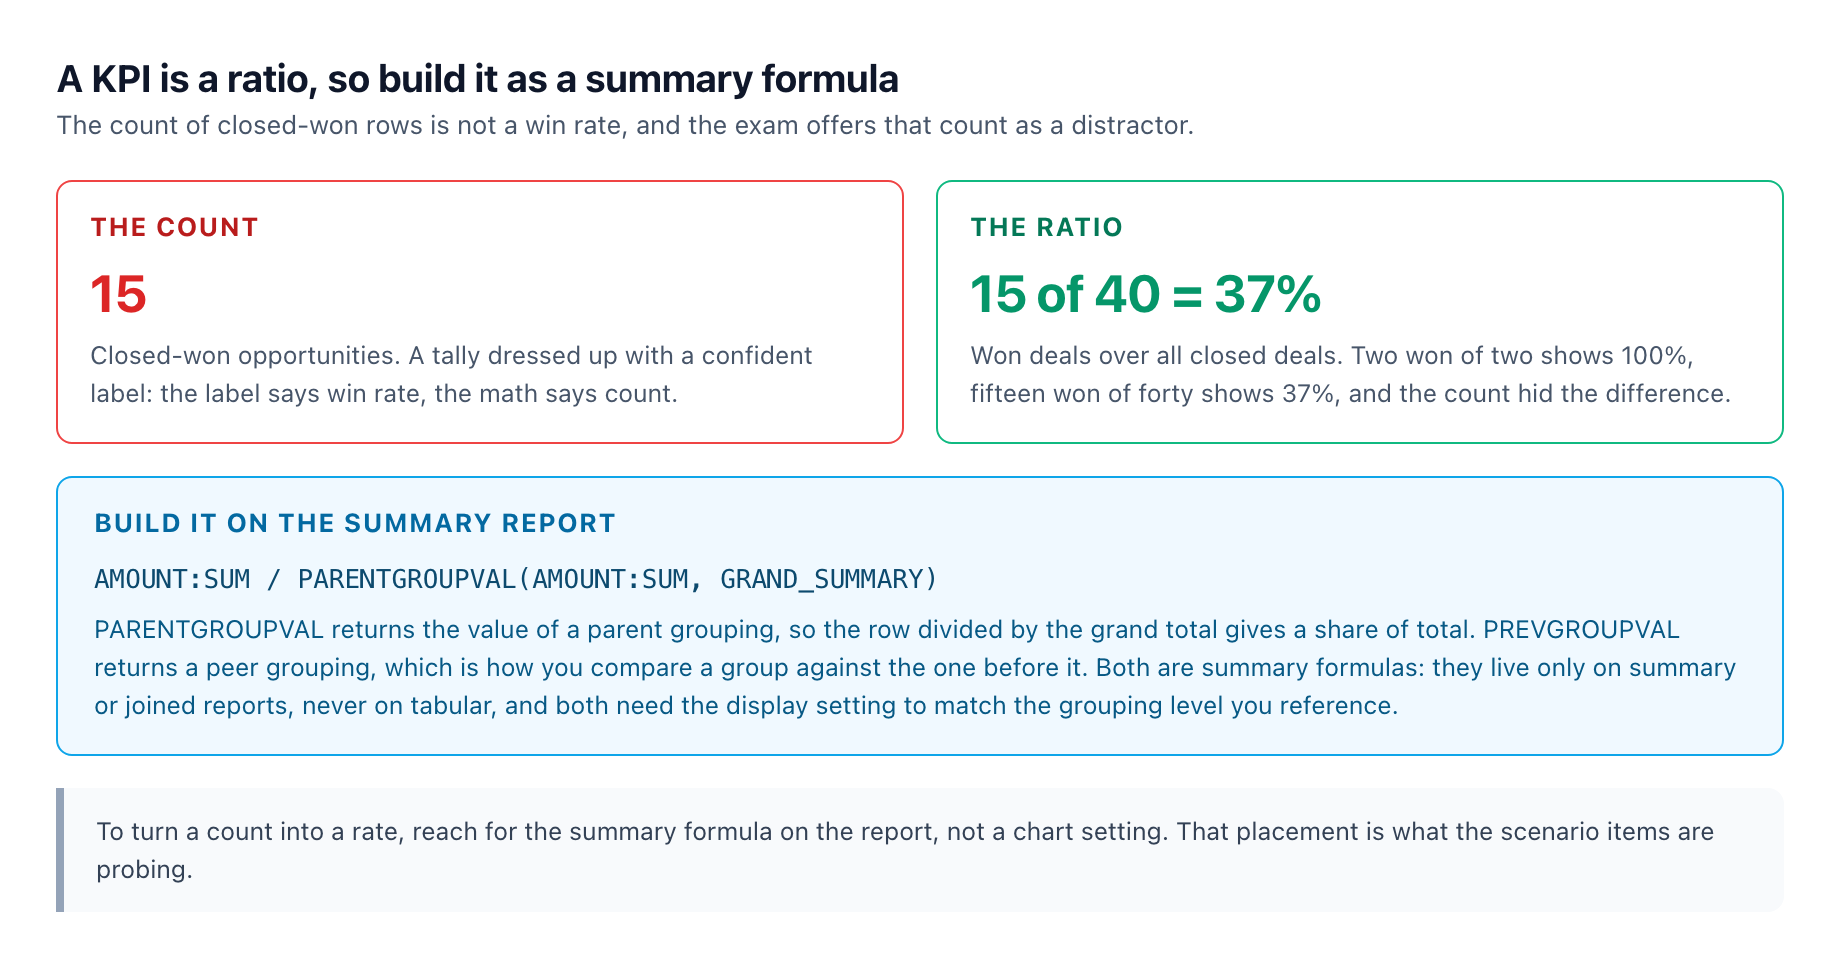 A KPI is a ratio, so build it as a summary formula
The count of closed-won rows is not a win rate, and the exam offers that count as a distractor.
THE COUNT
15
Closed-won opportunities. A tally dressed up with a confident
label: the label says win rate, the math says count.
THE RATIO
15 of 40 = 37%
Won deals over all closed deals. Two won of two shows 100%,
fifteen won of forty shows 37%, and the count hid the difference.
BUILD IT ON THE SUMMARY REPORT
AMOUNT:SUM / PARENTGROUPVAL(AMOUNT:SUM, GRAND_SUMMARY)
PARENTGROUPVAL returns the value of a parent grouping, so the row divided by the grand total gives a share of total. PREVGROUPVAL
returns a peer grouping, which is how you compare a group against the one before it. Both are summary formulas: they live only on summary
or joined reports, never on tabular, and both need the display setting to match the grouping level you reference.
To turn a count into a rate, reach for the summary formula on the report, not a chart setting. That placement is what the scenario items are
probing.